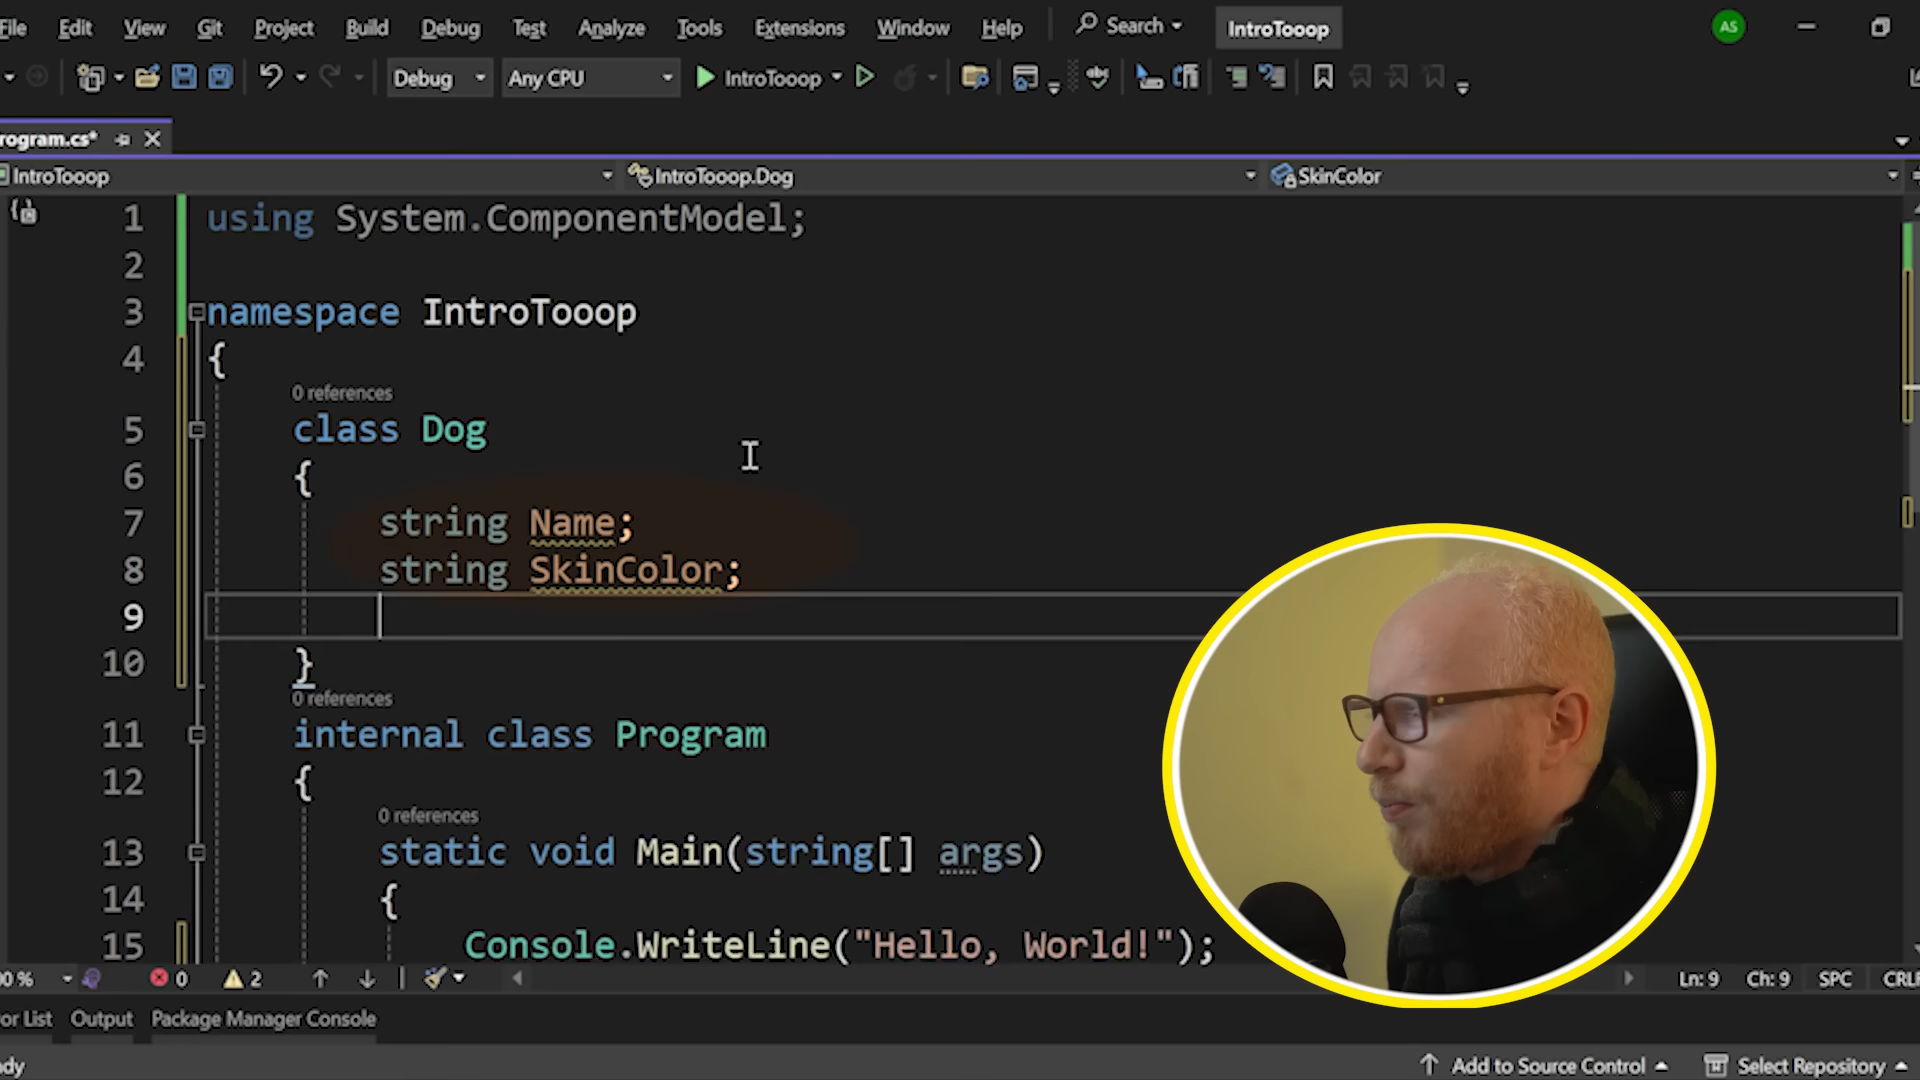 File Edit View Git Project Build Debug Test Analyze Tools Extensions Window Help Search IntroTooop AS
Debug Any CPU IntroTooop abc
rogram.cs*
IntroTooop IntroTooop.Dog SkinColor
1 using System.ComponentModel;
2
3 namespace IntroTooop
4 {
0 references
5 class Dog
6 {
7 string Name;
8 string SkinColor;
9
10 }
0 references
11 internal class Program
12 {
0 references
13 static void Main(string[] args)
14 {
15 Console.WriteLine("Hello, World!");
00 % 0 2 Ln: 9 Ch: 9 SPC CRLF
or List Output Package Manager Console
dy Add to Source Control Select Repository